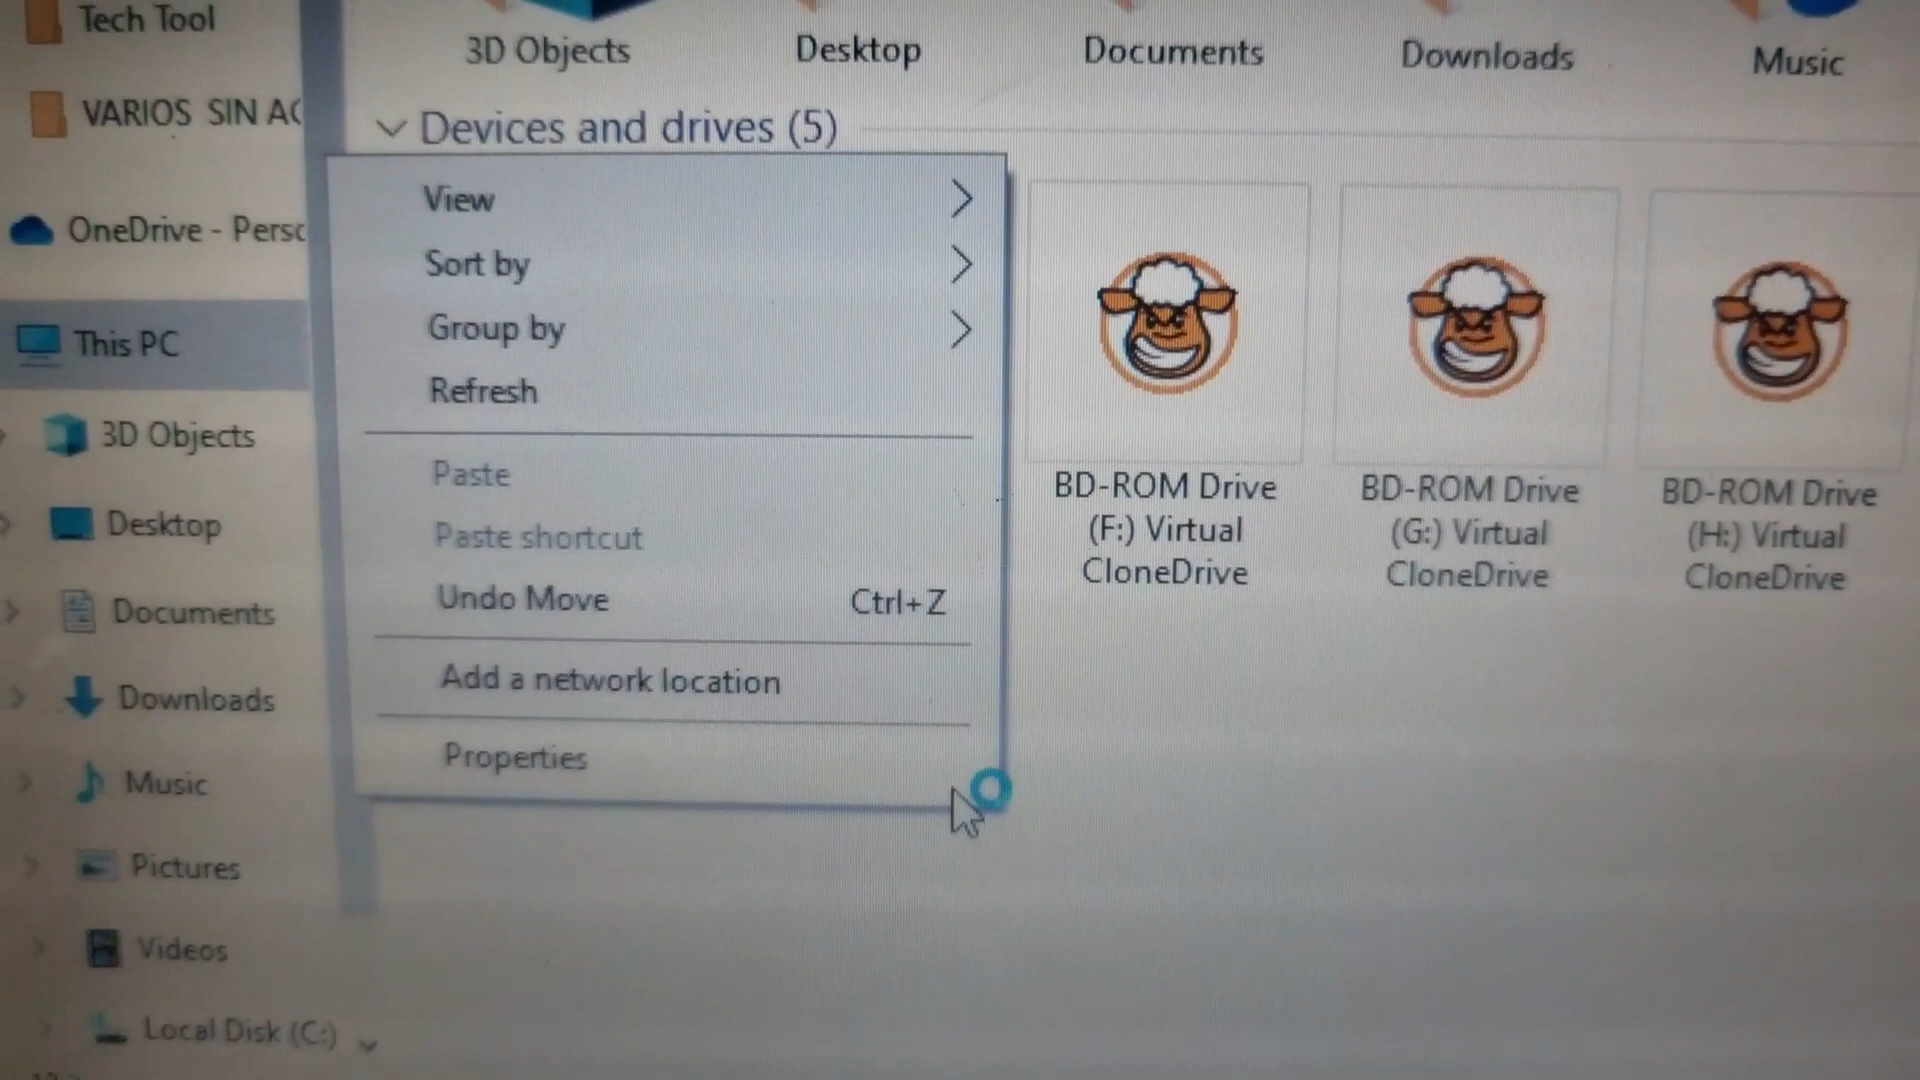 Tech Tool
VARIOS SIN AC
OneDrive - Perso
This PC
3D Objects
Desktop
Documents
Downloads
Music
Pictures
Videos
Local Disk (C:)
3D Objects
Desktop
Documents
Downloads
Music
Devices and drives (5)
View
Sort by
Group by
Refresh
Paste
Paste shortcut
Undo Move Ctrl+Z
Add a network location
Properties
BD-ROM Drive
(F:) Virtual
CloneDrive
BD-ROM Drive
(G:) Virtual
CloneDrive
BD-ROM Drive
(H:) Virtual
CloneDrive